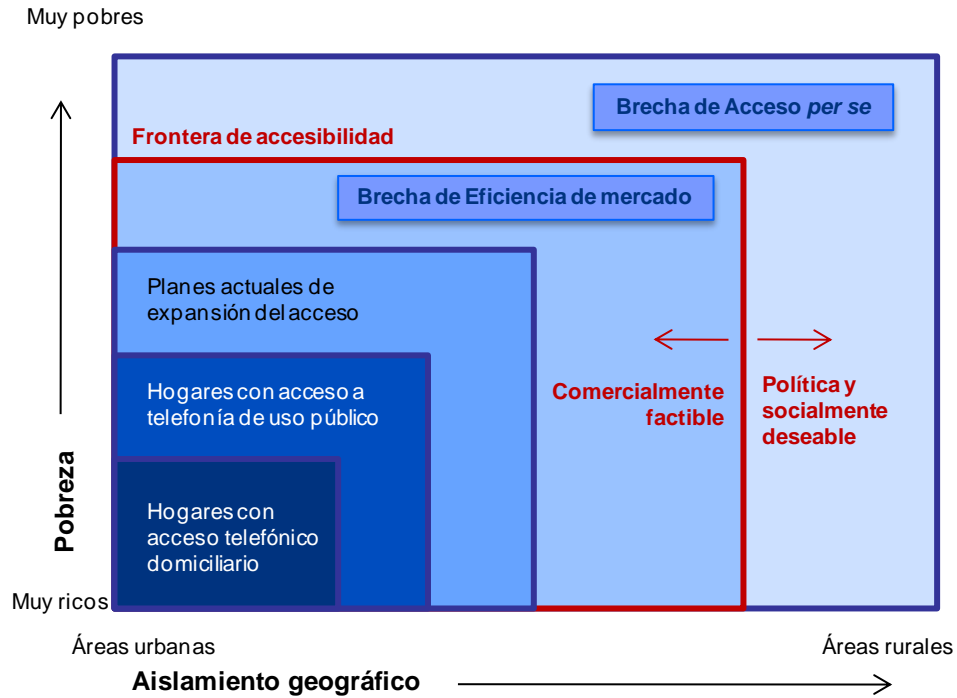 Muy pobres
Brecha de Acceso per se
Frontera de accesibilidad
Brecha de Eficiencia de mercado
Planes actuales de
expansión del acceso
Hogares con acceso a
telefonía de uso público
Comercialmente
factible
Política y
socialmente
deseable
Pobreza
Hogares con
acceso telefónico
domiciliario
Muy ricos
Áreas urbanas
Áreas rurales
Aislamiento geográfico